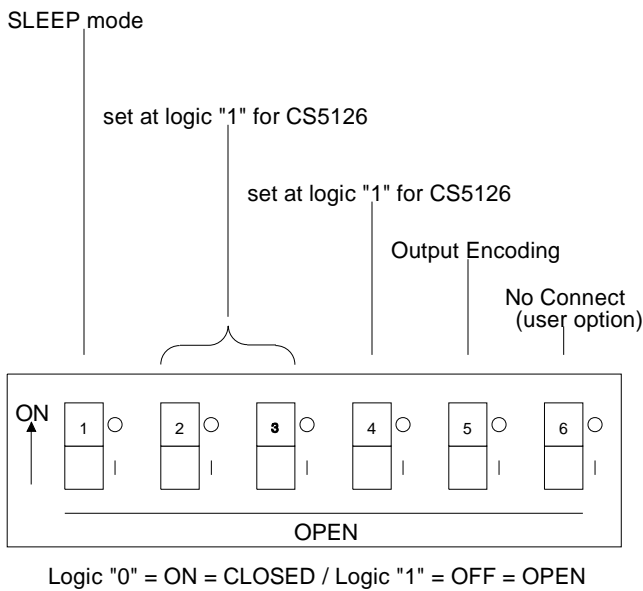 SLEEP mode
set at logic "1" for CS5126
set at logic "1" for CS5126
Output Encoding
No Connect
(user option)
ON
1 2 3 4 5 6
OPEN
Logic "0" = ON = CLOSED / Logic "1" = OFF = OPEN